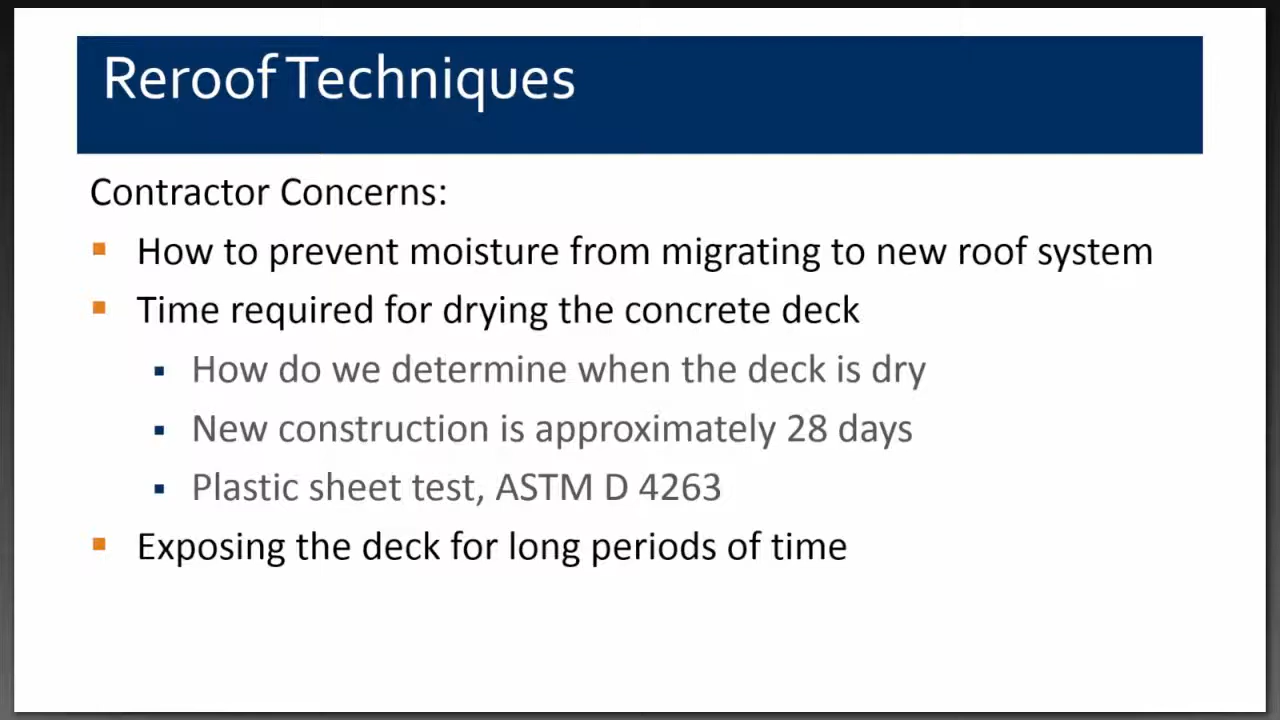 Reroof Techniques
Contractor Concerns:
How to prevent moisture from migrating to new roof system
Time required for drying the concrete deck
How do we determine when the deck is dry
New construction is approximately 28 days
Plastic sheet test, ASTM D 4263
Exposing the deck for long periods of time